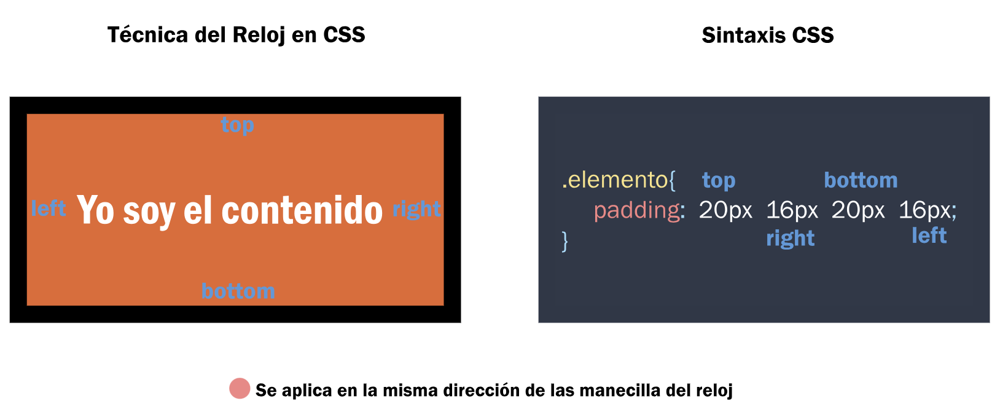 Técnica del Reloj en CSS
top
left Yo soy el contenido right
bottom
Sintaxis CSS
.elemento{ top bottom
padding: 20px 16px 20px 16px;
} right left
Se aplica en la misma dirección de las manecilla del reloj